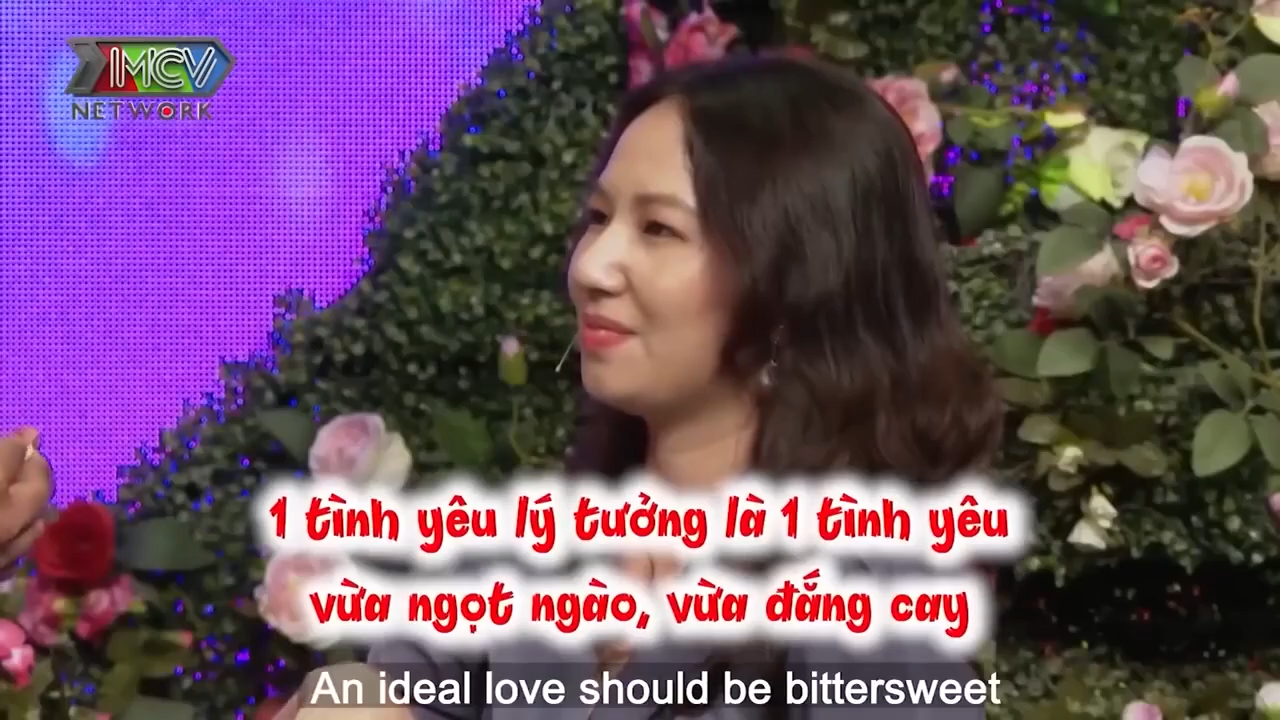 MCV
NETWORK
1 tình yêu lý tưởng là 1 tình yêu
vừa ngọt ngào, vừa đắng cay
An ideal love should be bittersweet